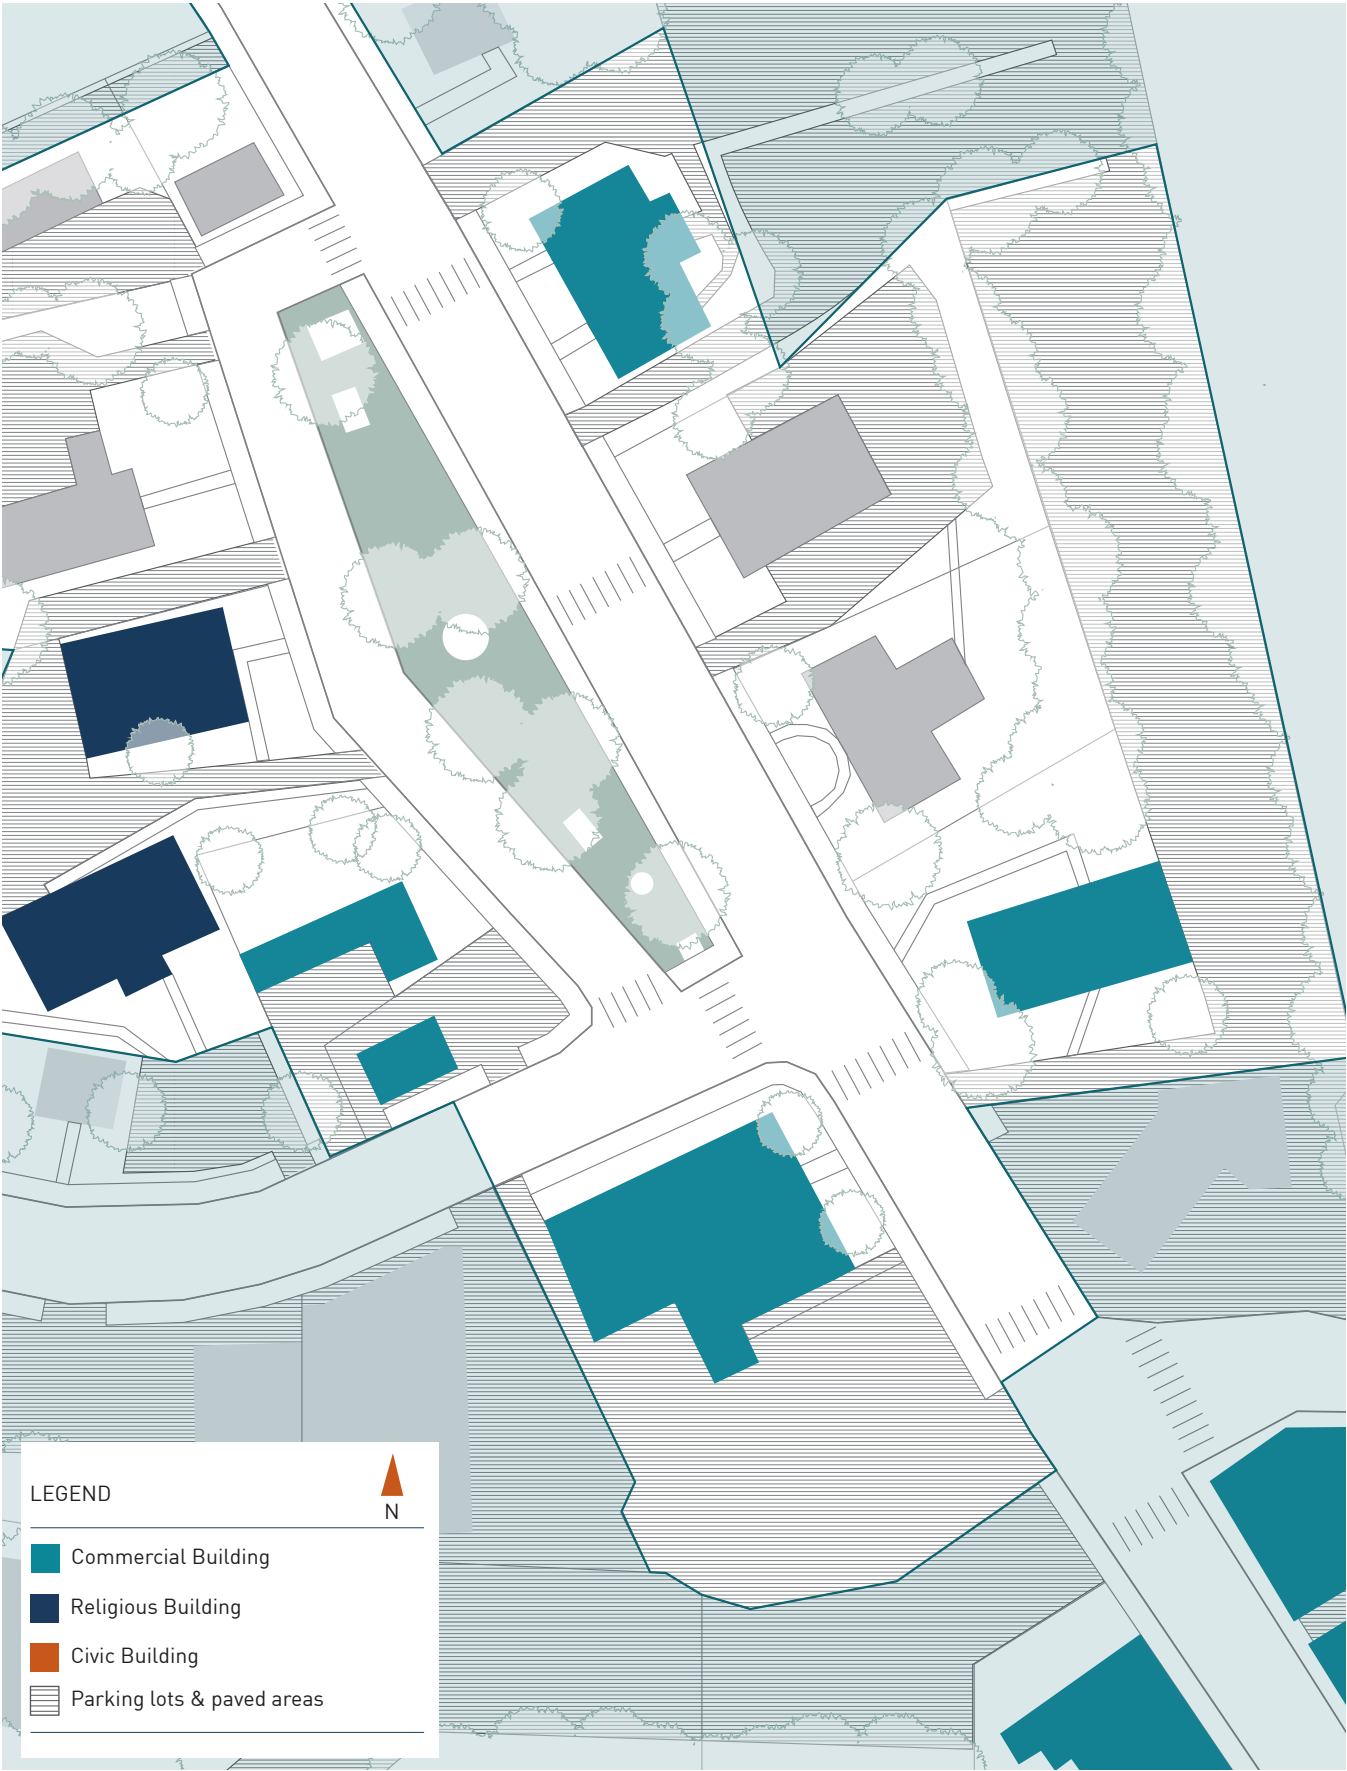 LEGEND
N
Commercial Building
Religious Building
Civic Building
Parking lots & paved areas